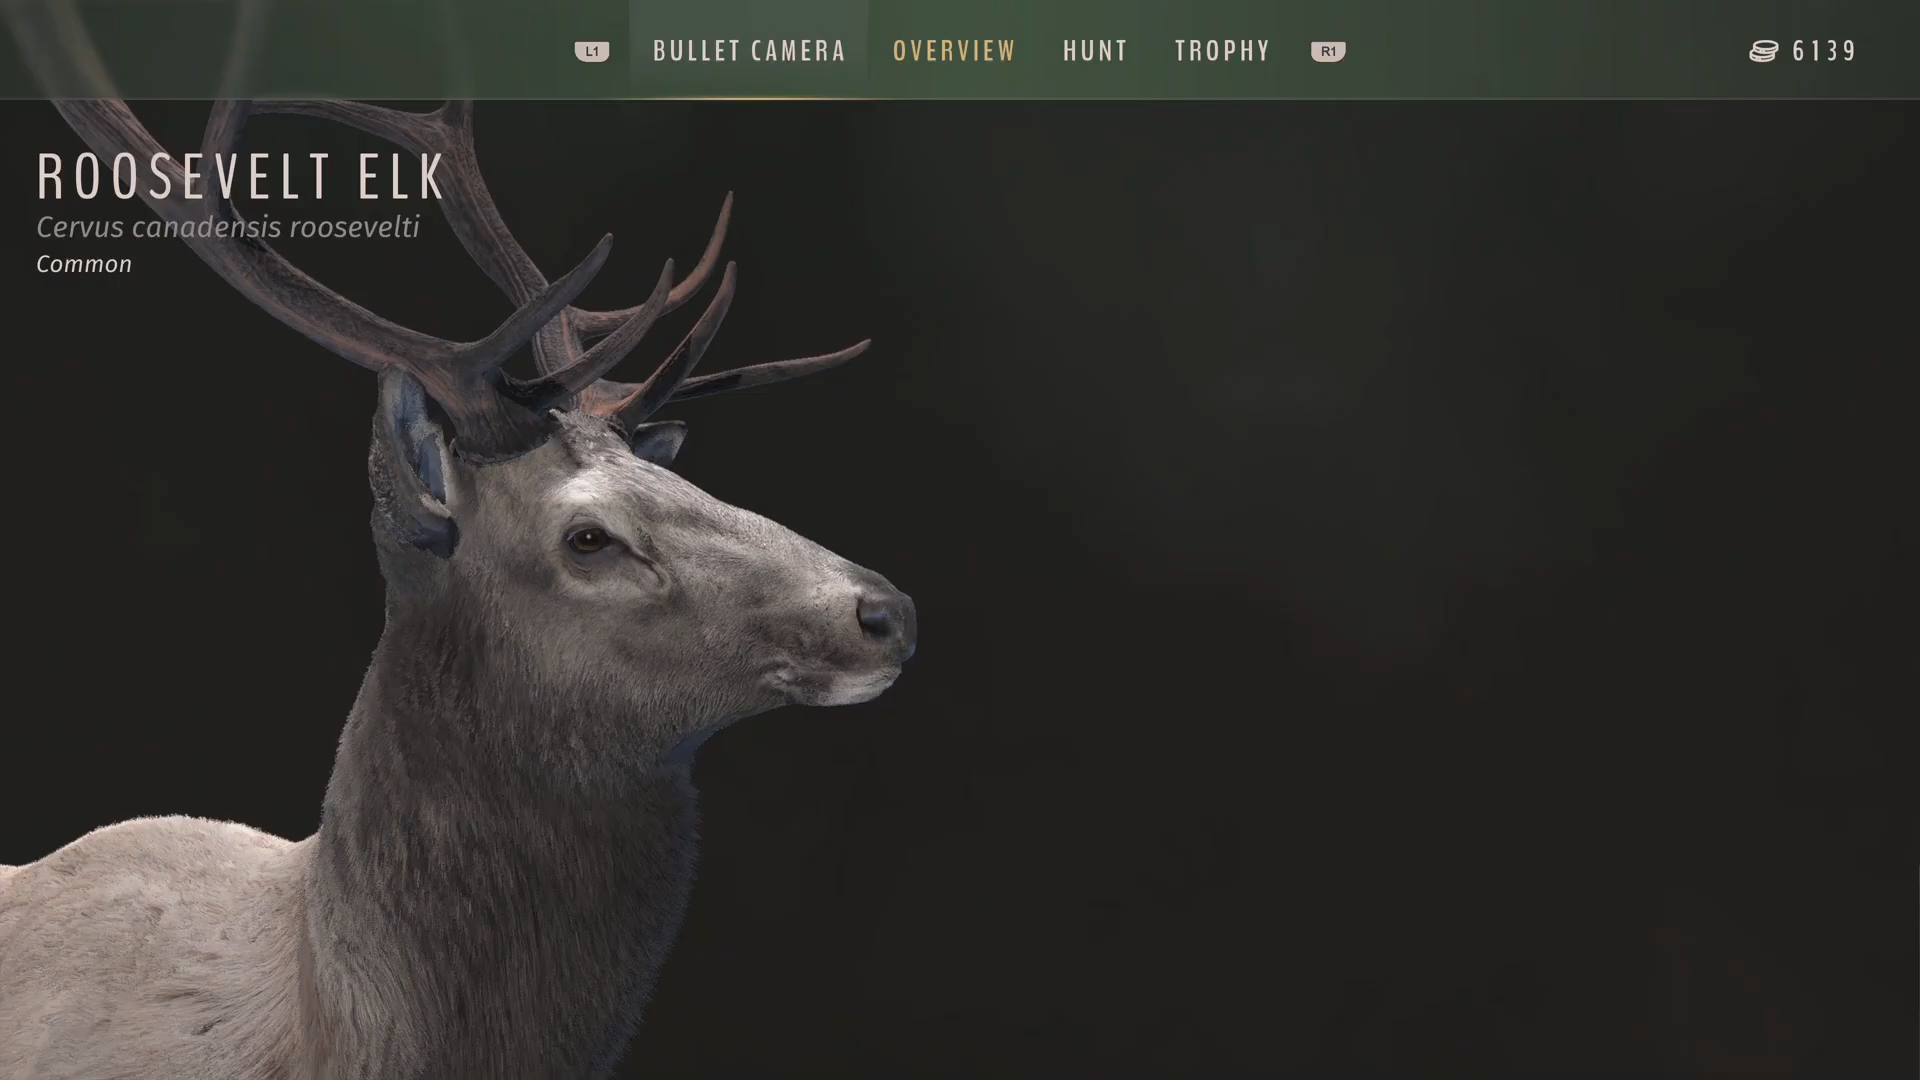 L1 BULLET CAMERA OVERVIEW HUNT TROPHY R1 6139
ROOSEVELT ELK
Cervus canadensis roosevelti
Common